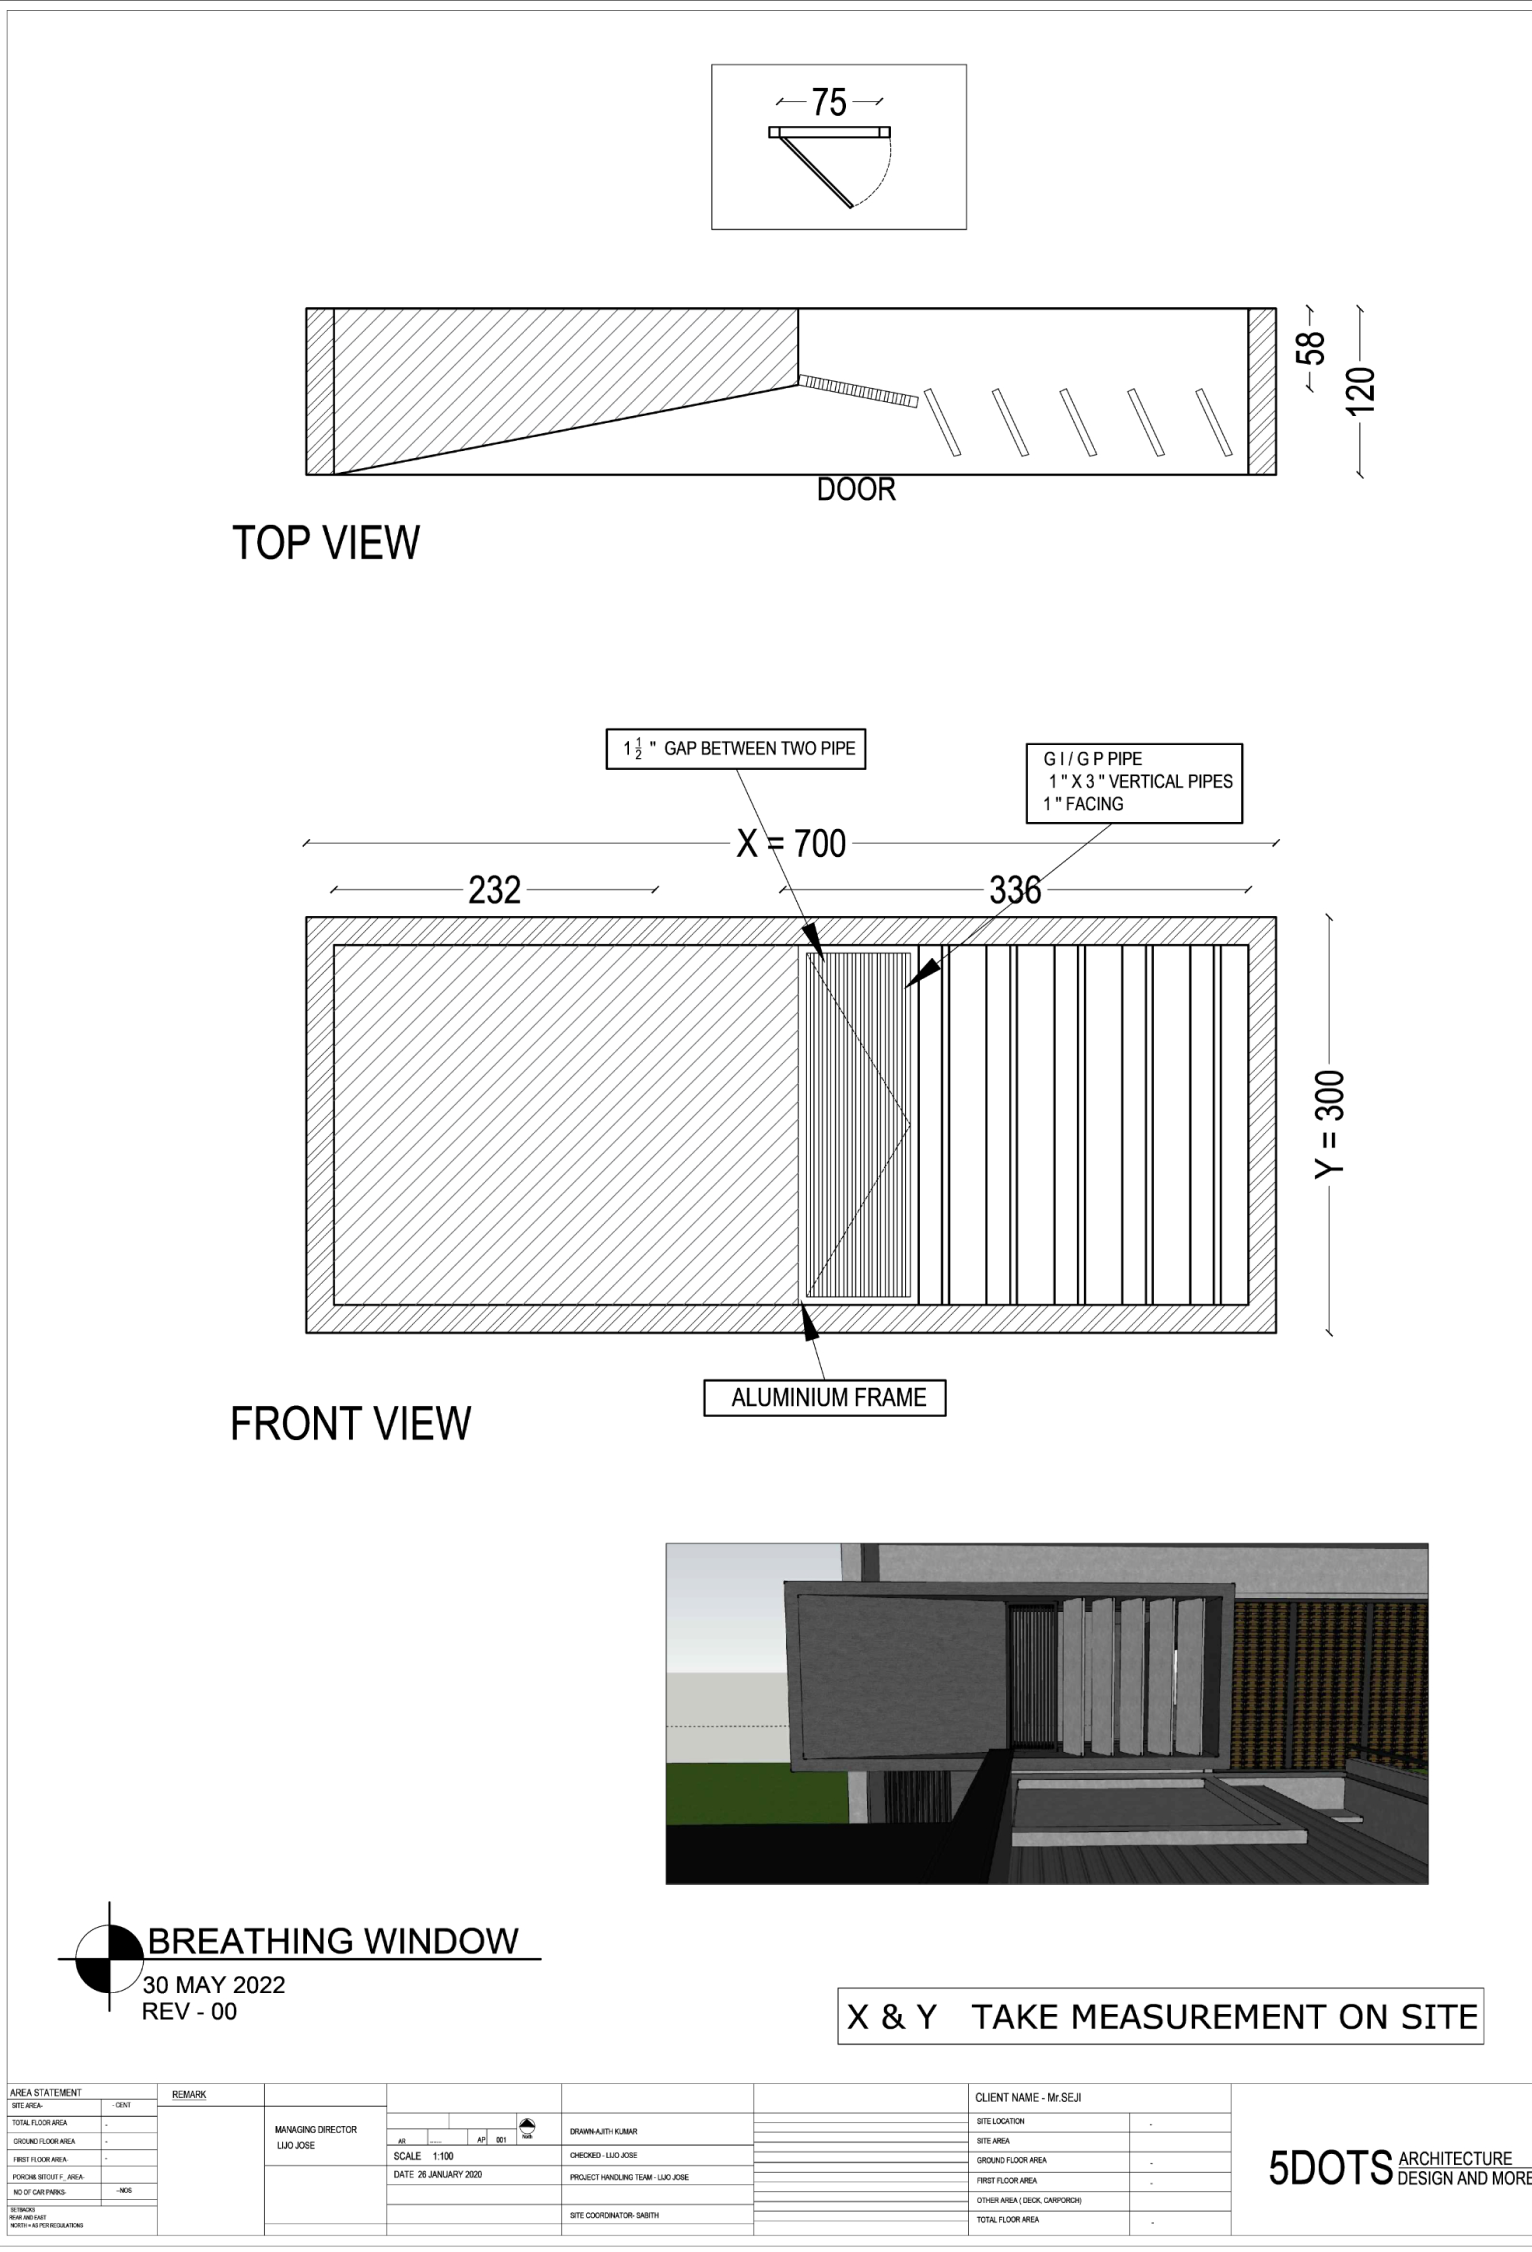 75
58
120
DOOR
TOP VIEW
1 1/2 " GAP BETWEEN TWO PIPE
G I / G P PIPE
1 " X 3 " VERTICAL PIPES
1 " FACING
X = 700
232
336
Y = 300
ALUMINIUM FRAME
FRONT VIEW
BREATHING WINDOW
30 MAY 2022
REV - 00
X & Y TAKE MEASUREMENT ON SITE
AREA STATEMENT
SITE AREA- - CENT
TOTAL FLOOR AREA -
GROUND FLOOR AREA -
FIRST FLOOR AREA- -
PORCH& SITOUT F_ AREA-
NO OF CAR PARKS- --NOS
SETBACKS
REAR AND EAST
NORTH = AS PER REGULATIONS
REMARK
MANAGING DIRECTOR
LIJO JOSE
AR AP 001
North
SCALE 1:100
DATE 26 JANUARY 2020
DRAWN-AJITH KUMAR
CHECKED - LIJO JOSE
PROJECT HANDLING TEAM - LIJO JOSE
SITE COORDINATOR- SABITH
CLIENT NAME - Mr.SEJI
SITE LOCATION -
SITE AREA
GROUND FLOOR AREA -
FIRST FLOOR AREA -
OTHER AREA ( DECK, CARPORCH)
TOTAL FLOOR AREA -
5DOTS ARCHITECTURE
DESIGN AND MORE